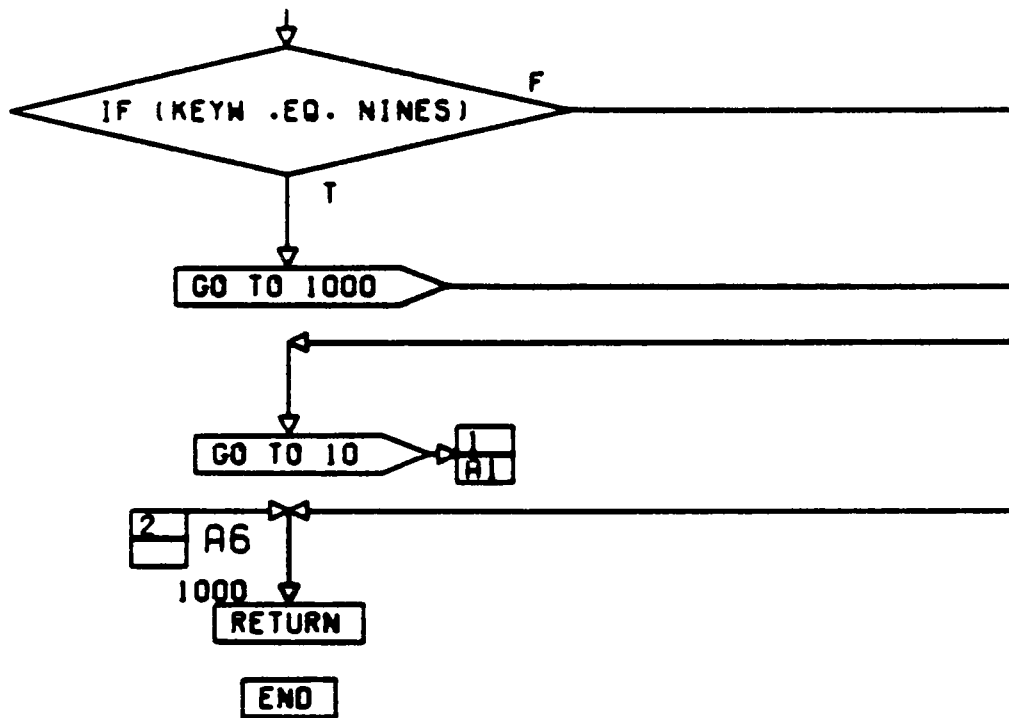 F
IF (KEYW .EQ. NINES)
T
GO TO 1000
GO TO 10
1
A1
2
A6
1000
RETURN
END